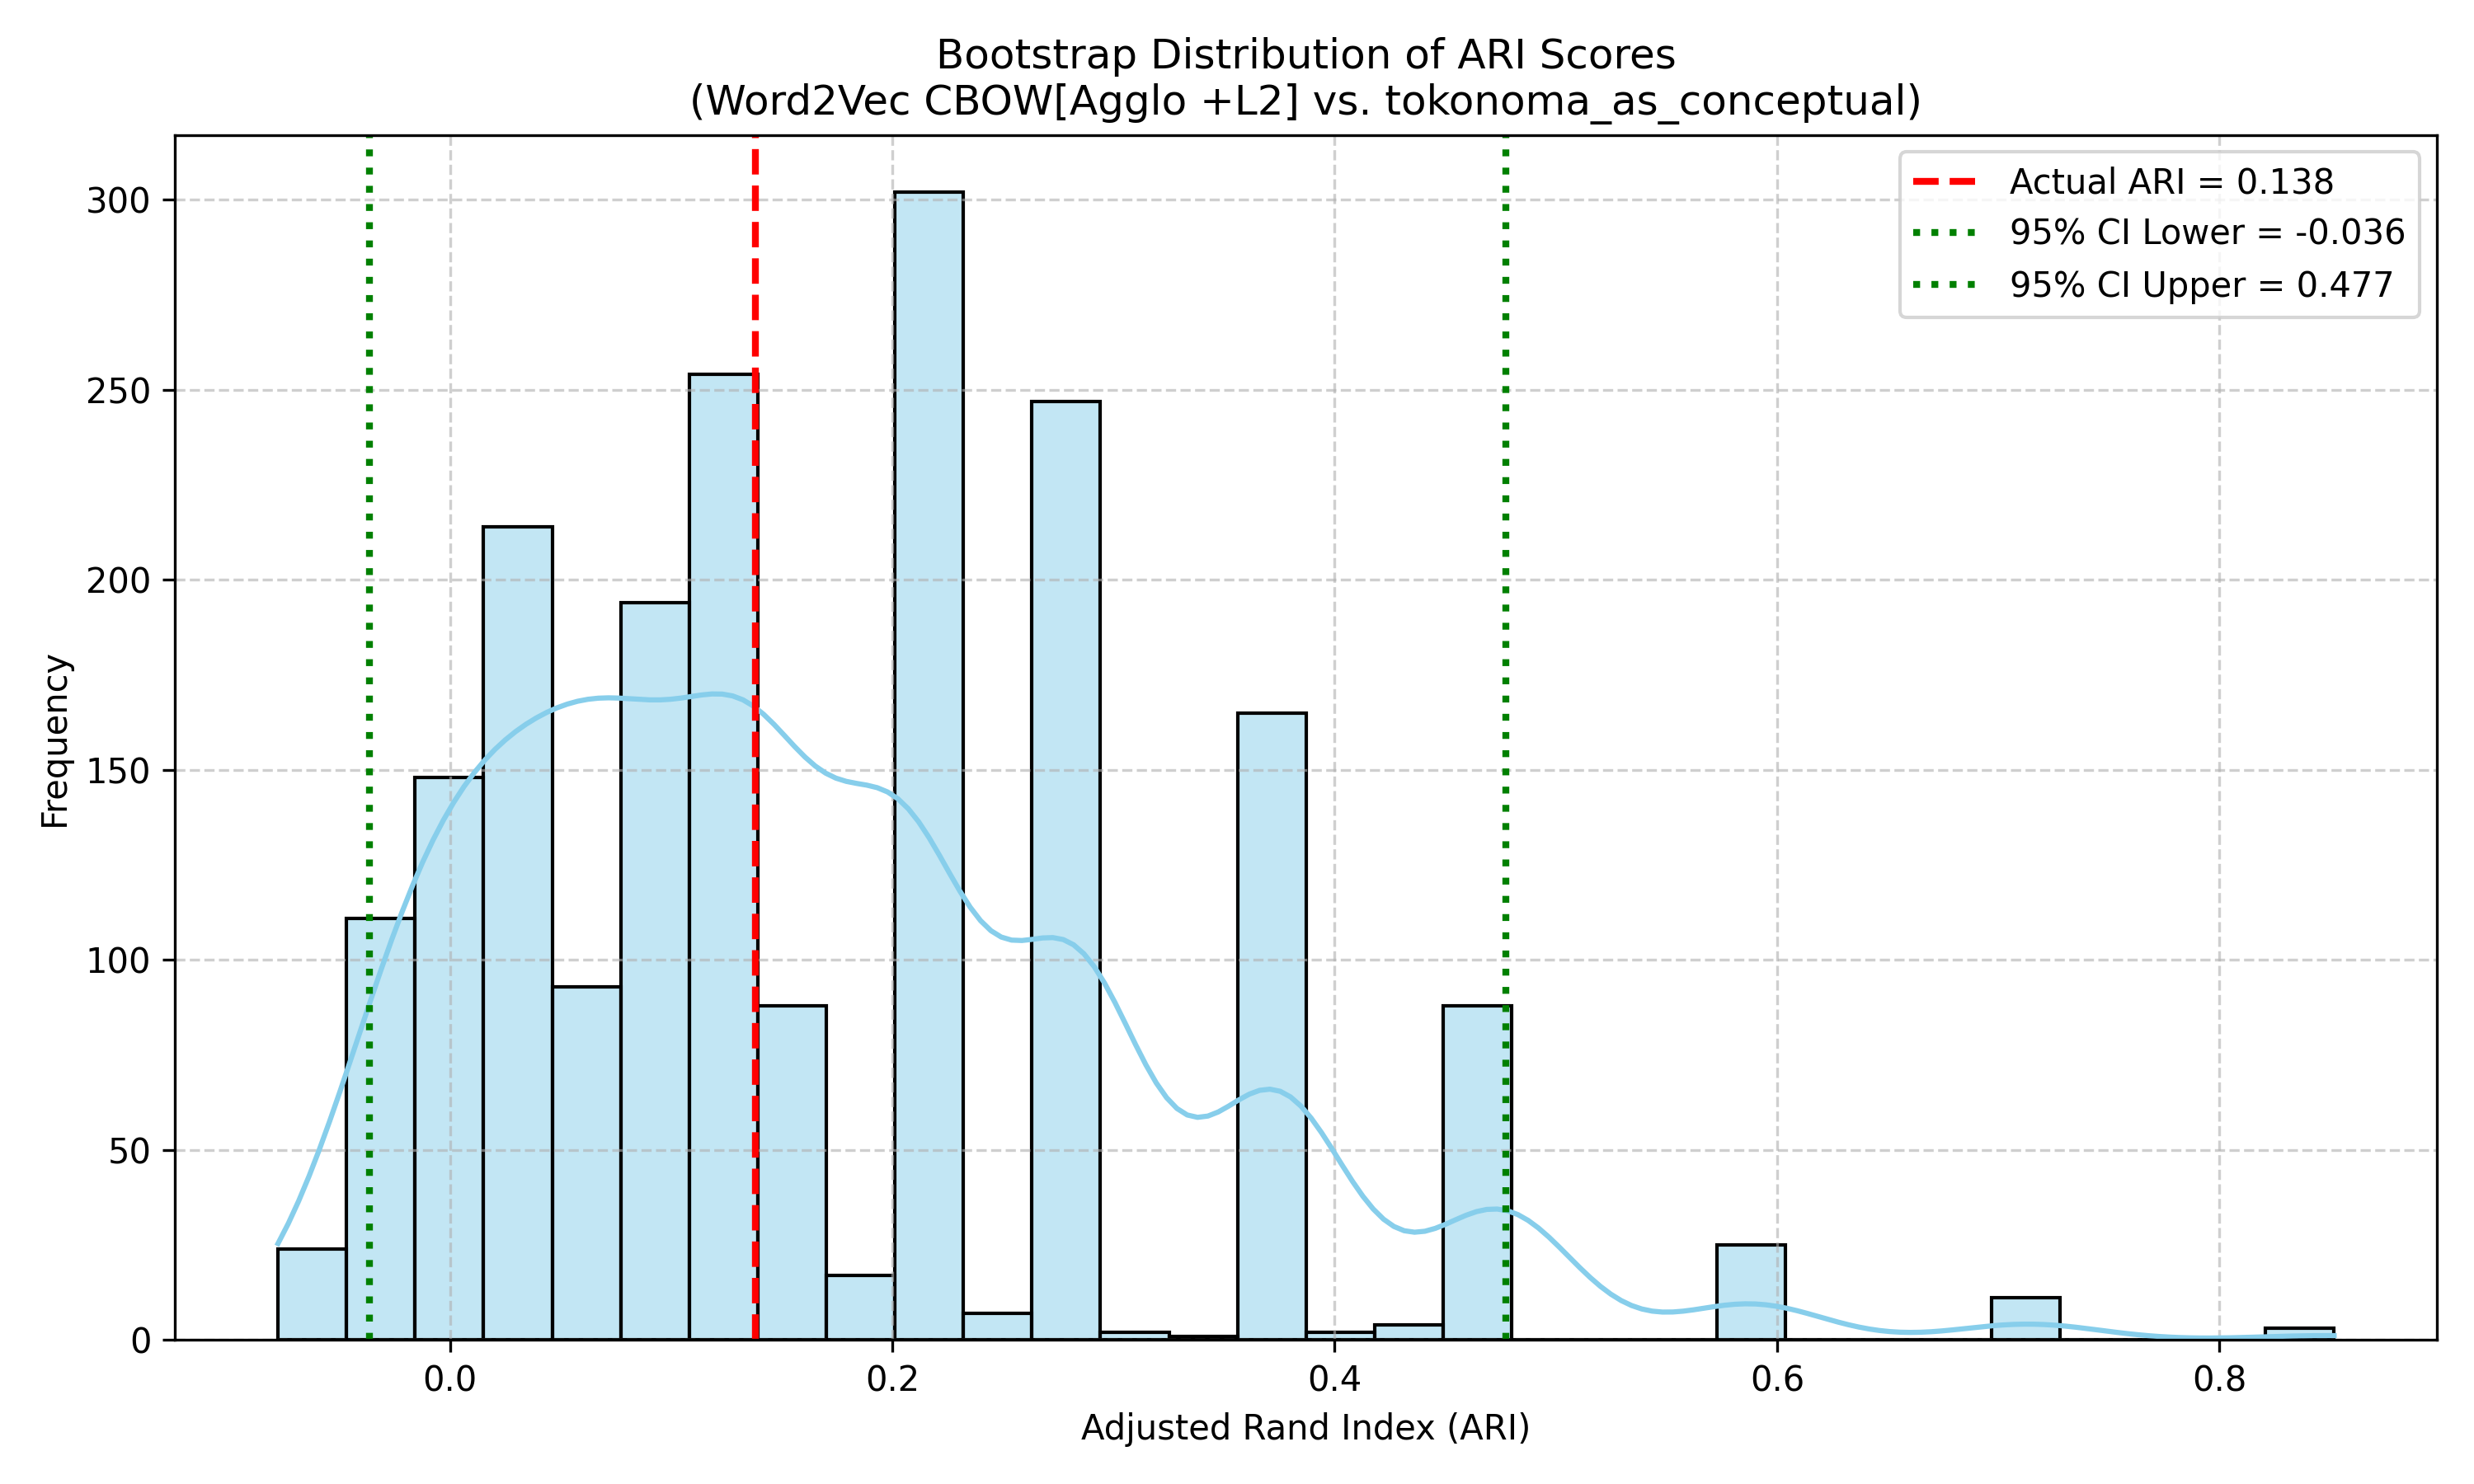 Bootstrap Distribution of ARI Scores
(Word2Vec CBOW[Agglo +L2] vs. tokonoma_as_conceptual)
Actual ARI = 0.138
95% CI Lower = -0.036
95% CI Upper = 0.477
Frequency
300
250
200
150
100
50
0
0.0 0.2 0.4 0.6 0.8
Adjusted Rand Index (ARI)